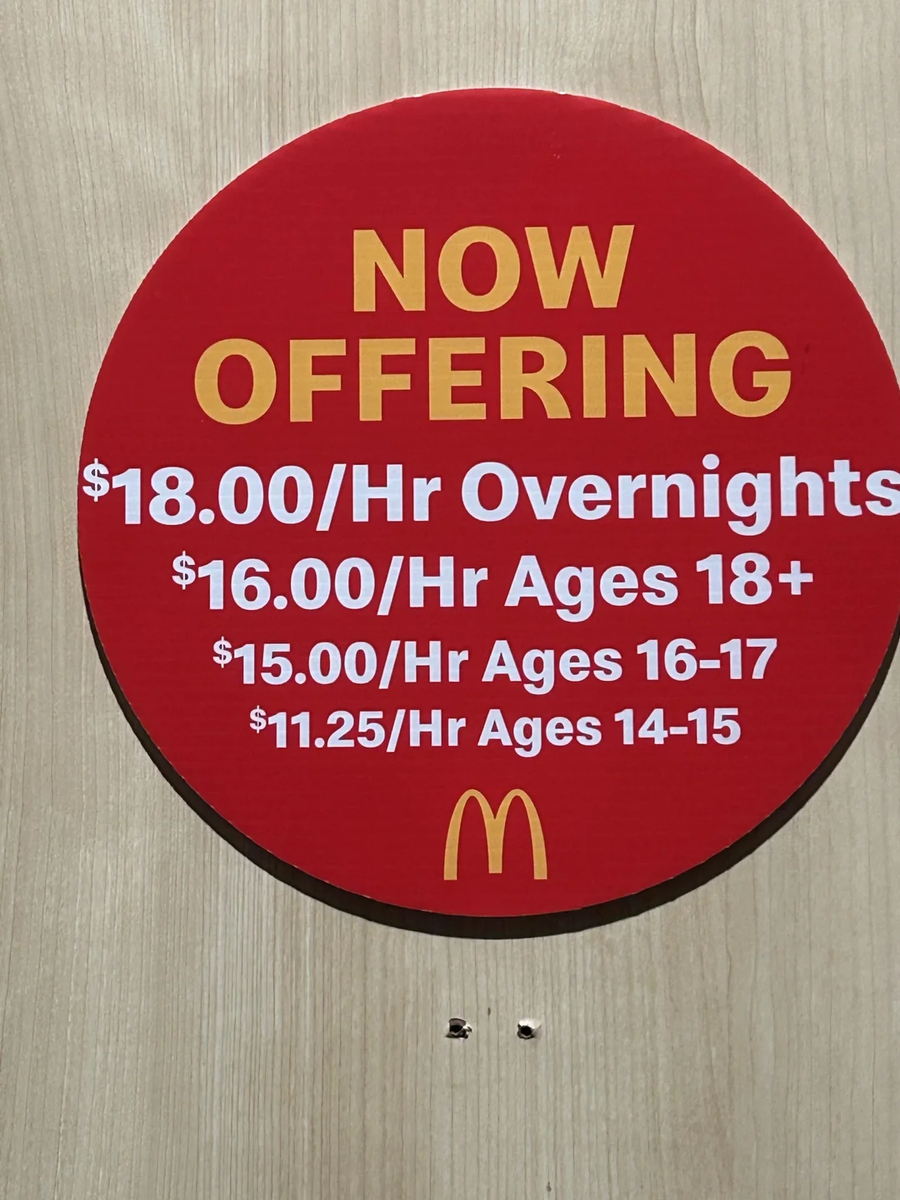 NOW
OFFERING
$18.00/Hr Overnights
$16.00/Hr Ages 18+
$15.00/Hr Ages 16-17
$11.25/Hr Ages 14-15